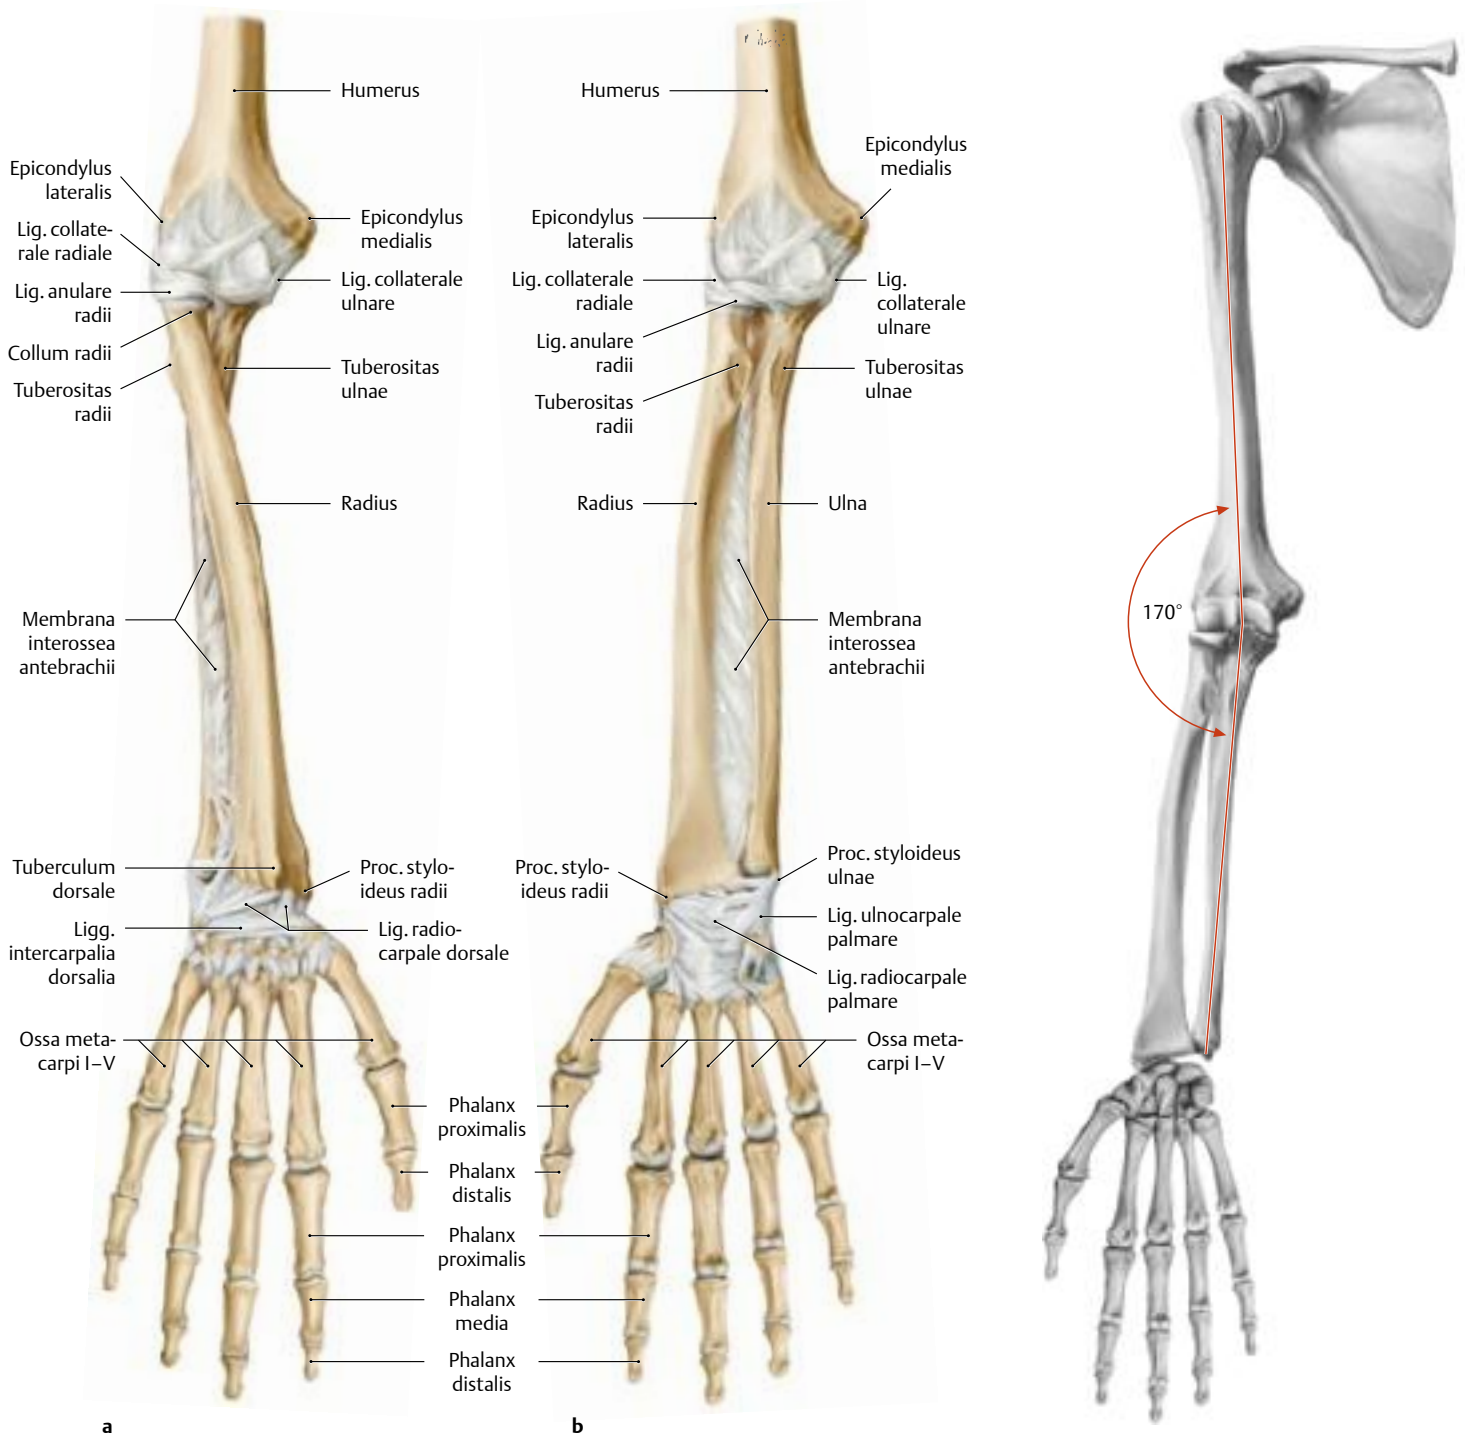 Humerus
Epicondylus
lateralis
Lig. collate-
rale radiale
Lig. anulare
radii
Collum radii
Tuberositas
radii
Epicondylus
medialis
Lig. collaterale
ulnare
Tuberositas
ulnae
Radius
Membrana
interossea
antebrachii
Tuberculum
dorsale
Ligg.
intercarpalia
dorsalia
Proc. stylo-
ideus radii
Lig. radio-
carpale dorsale
Ossa meta-
carpi I–V
a
Phalanx
proximalis
Phalanx
distalis
Phalanx
proximalis
Phalanx
media
Phalanx
distalis
Humerus
Epicondylus
medialis
Epicondylus
lateralis
Lig. collaterale
radiale
Lig. anulare
radii
Tuberositas
radii
Lig.
collaterale
ulnare
Tuberositas
ulnae
Radius
Ulna
Membrana
interossea
antebrachii
Proc. stylo-
ideus radii
Proc. styloideus
ulnae
Lig. ulnocarpale
palmare
Lig. radiocarpale
palmare
Ossa meta-
carpi I–V
b
170°